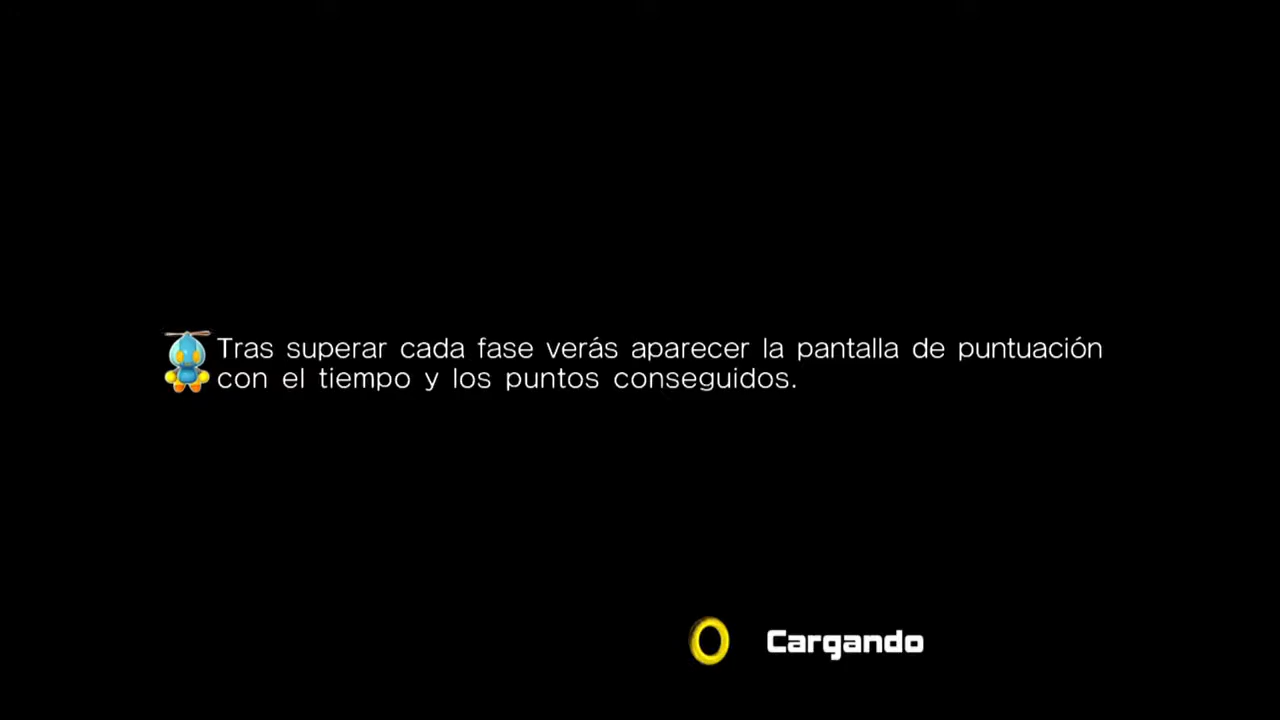 Tras superar cada fase verás aparecer la pantalla de puntuación
con el tiempo y los puntos conseguidos.
Cargando